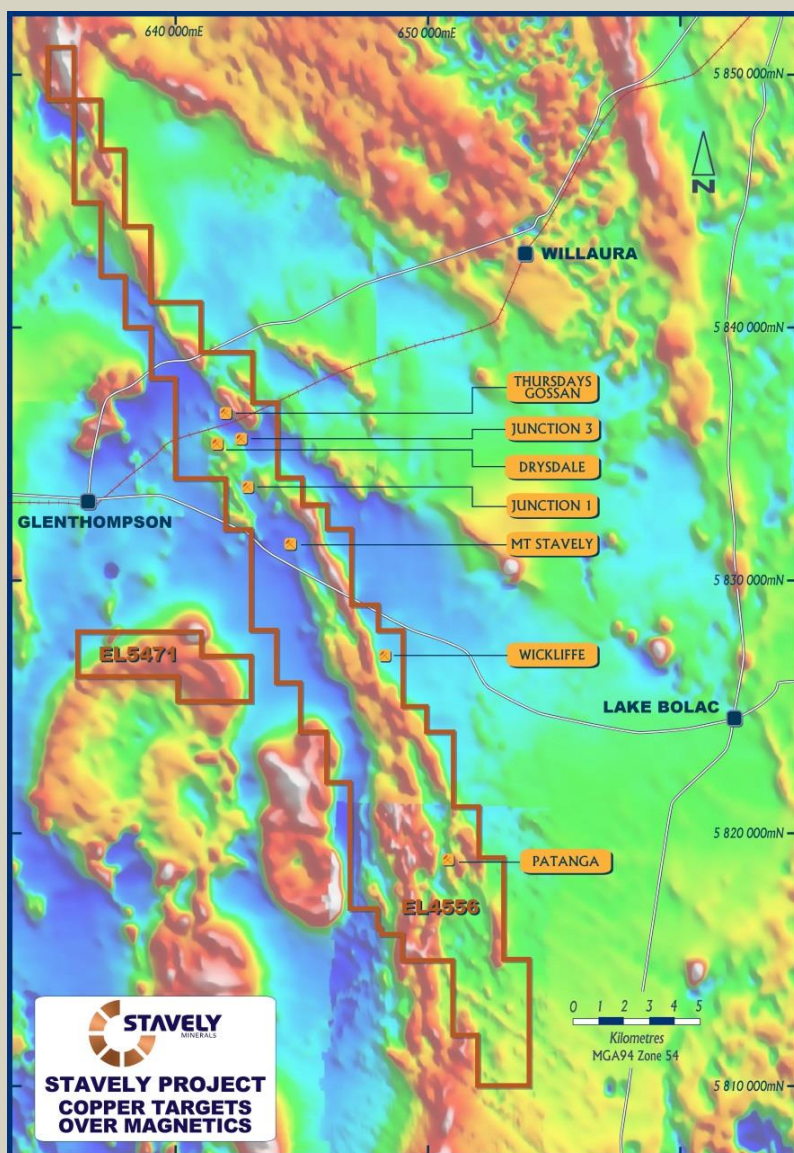 640 000mE
650 000mE
5 850 000mN
N
WILLAURA
5 840 000mN
THURSDAYS
GOSSAN
JUNCTION 3
DRYSDALE
JUNCTION 1
GLENTHOMPSON
MT STAVELY
5 830 000mN
EL5471
WICKLIFFE
LAKE BOLAC
5 820 000mN
PATANGA
EL4556
0 1 2 3 4 5
Kilometres
MGA94 Zone 54
5 810 000mN
STAVELY
MINERALS
STAVELY PROJECT
COPPER TARGETS
OVER MAGNETICS